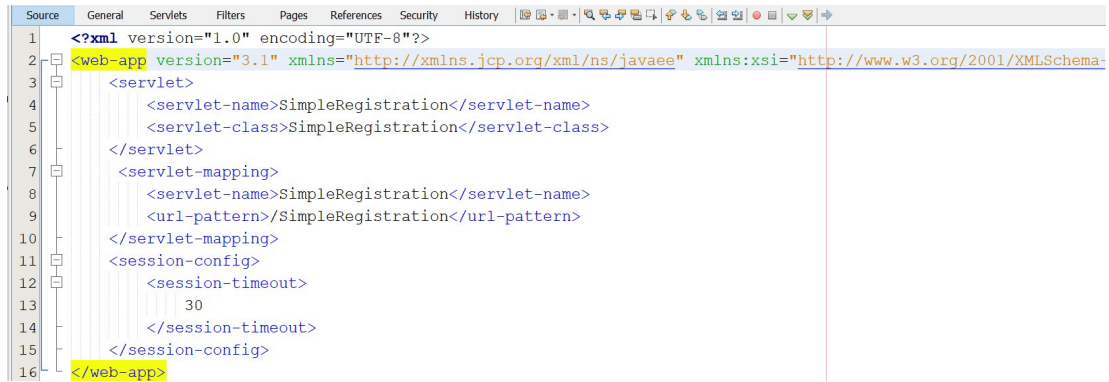 Source General Servlets Filters Pages References Security History
1 <?xml version="1.0" encoding="UTF-8"?>
2 <web-app version="3.1" xmlns="http://xmlns.jcp.org/xml/ns/javaee" xmlns:xsi="http://www.w3.org/2001/XMLSchema-
3 <servlet>
4 <servlet-name>SimpleRegistration</servlet-name>
5 <servlet-class>SimpleRegistration</servlet-class>
6 </servlet>
7 <servlet-mapping>
8 <servlet-name>SimpleRegistration</servlet-name>
9 <url-pattern>/SimpleRegistration</url-pattern>
10 </servlet-mapping>
11 <session-config>
12 <session-timeout>
13 30
14 </session-timeout>
15 </session-config>
16 </web-app>